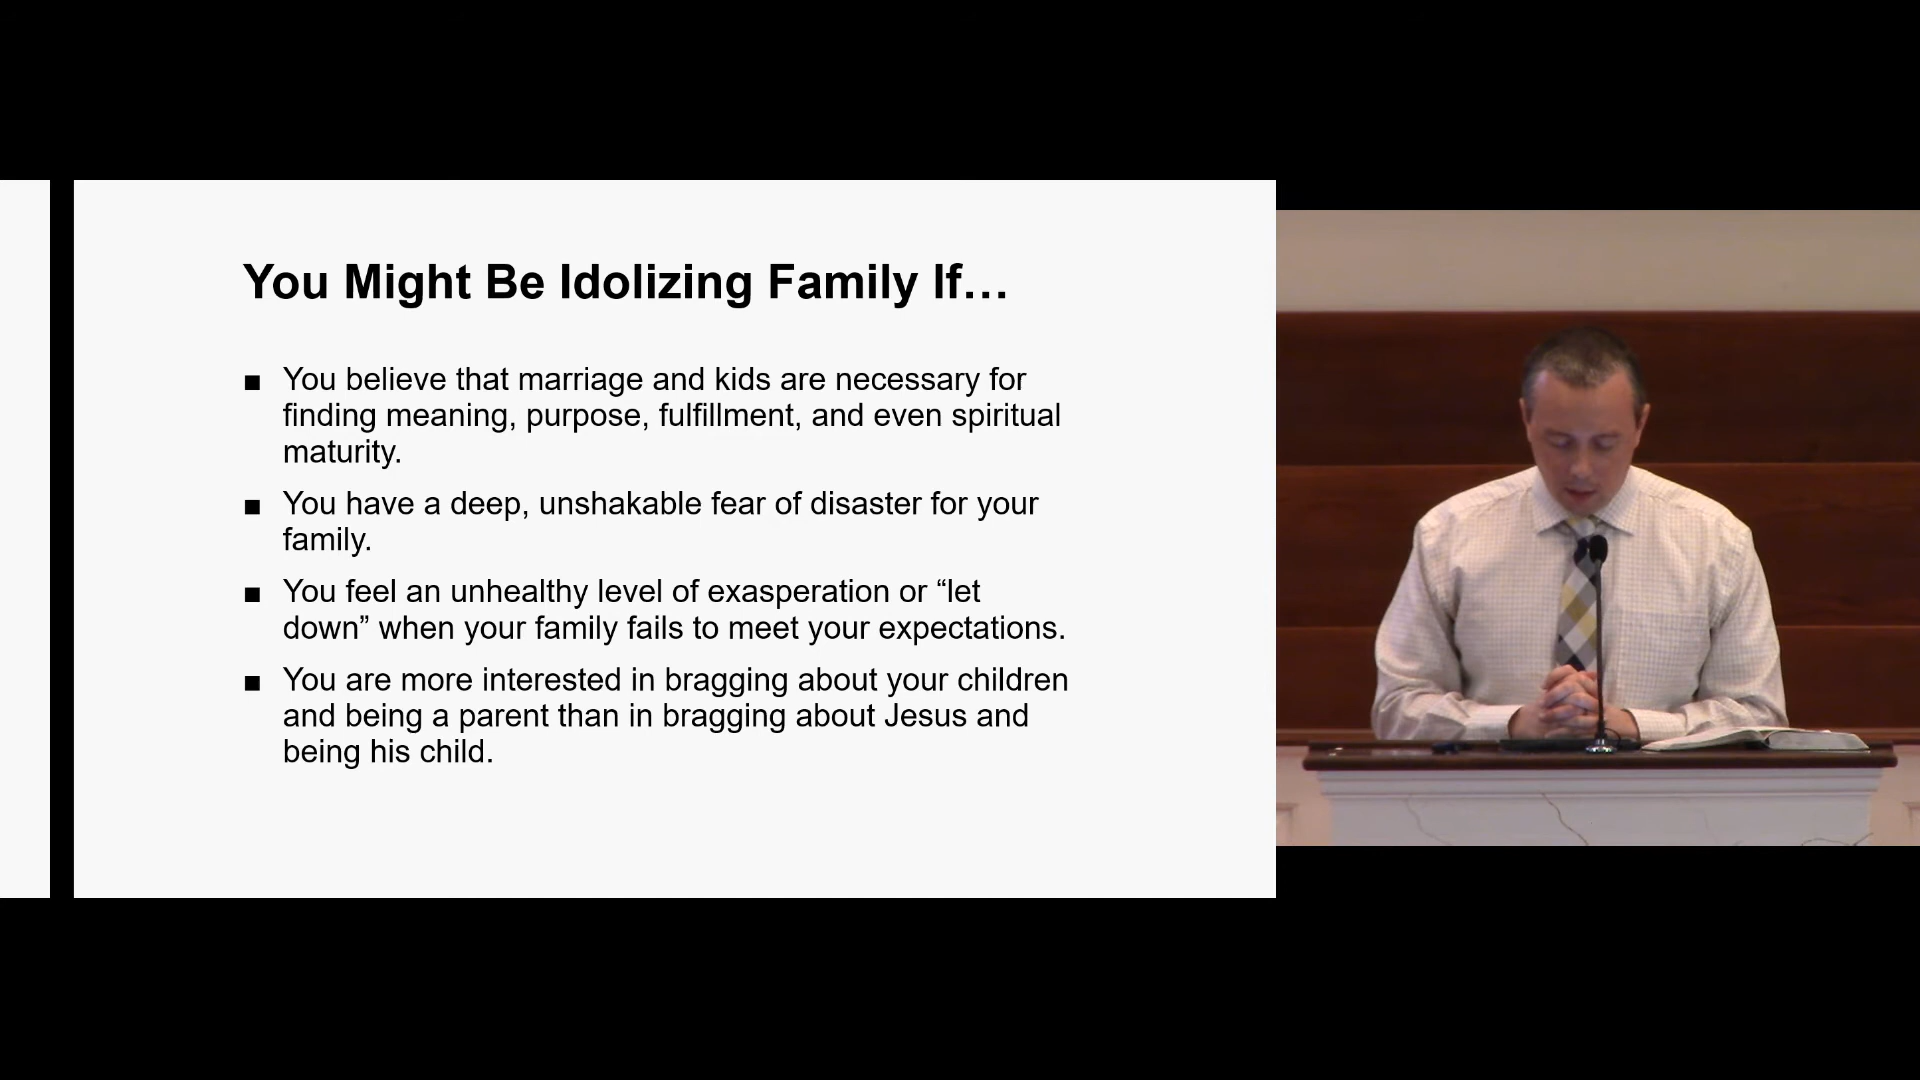 You Might Be Idolizing Family If…
■ You believe that marriage and kids are necessary for
finding meaning, purpose, fulfillment, and even spiritual
maturity.
■ You have a deep, unshakable fear of disaster for your
family.
■ You feel an unhealthy level of exasperation or “let
down” when your family fails to meet your expectations.
■ You are more interested in bragging about your children
and being a parent than in bragging about Jesus and
being his child.